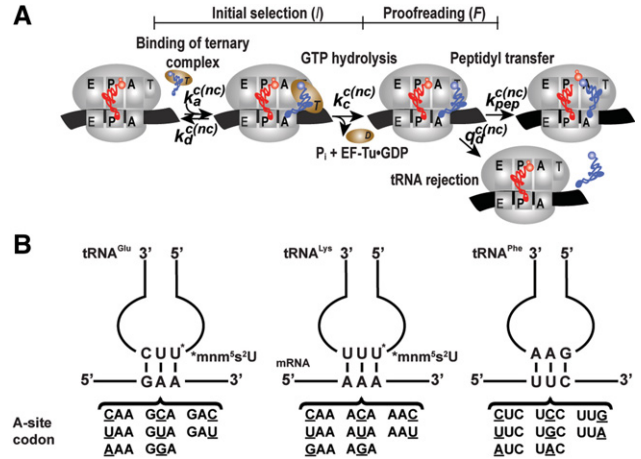 A
Initial selection (I) Proofreading (F)
Binding of ternary complex
GTP hydrolysis
Peptidyl transfer
E P A T
E P A
T
k_a^c(nc)
k_d^c(nc)
E P A T
E P A
k_c^c(nc)
D
P_i + EF-Tu•GDP
E P A T
E P A
k_pep^c(nc)
q_d^c(nc)
E P A T
E P A
tRNA rejection
E P A T
E P A
B
tRNA^Glu 3’ 5’
C U U* *mnm⁵s²U
G A A
5’ 3’
tRNA^Lys 3’ 5’
U U U* *mnm⁵s²U
mRNA
A A A
5’ 3’
tRNA^Phe 3’ 5’
A A G
U U C
5’ 3’
A-site codon
CAA GCA GAC
UAA GUA GAU
AAA GGA
CAA ACA AAC
UAA AUA AAU
GAA AGA
CUC UCC UUG
GUC UGC UUA
AUC UAC